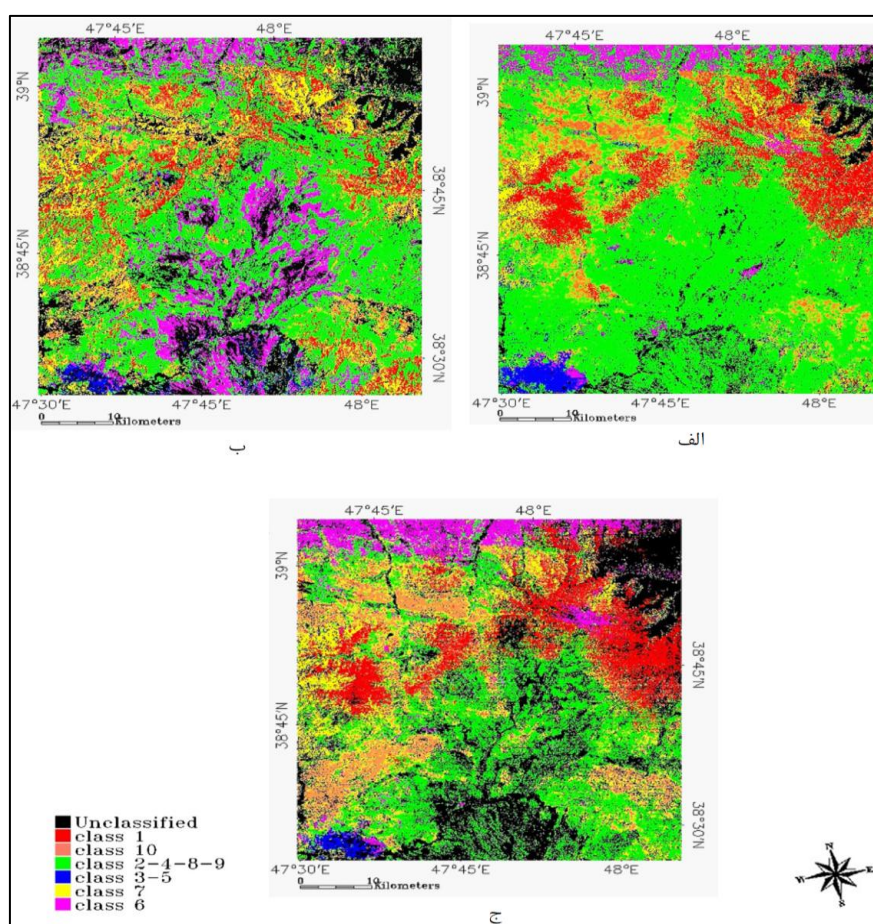 47°45′E 48°E
39°N
38°45′N
38°45′N
38°30′N
47°30′E 47°45′E 48°E
0 10
Kilometers
ب
47°45′E 48°E
39°N
38°45′N
47°30′E 47°45′E 48°E
0 10
Kilometers
الف
47°45′E 48°E
39°N
38°45′N
38°45′N
38°30′N
47°30′E 47°45′E 48°E
0 10
Kilometers
ج
Unclassified
class 1
class 10
class 2-4-8-9
class 3-5
class 7
class 6
N
W E
S